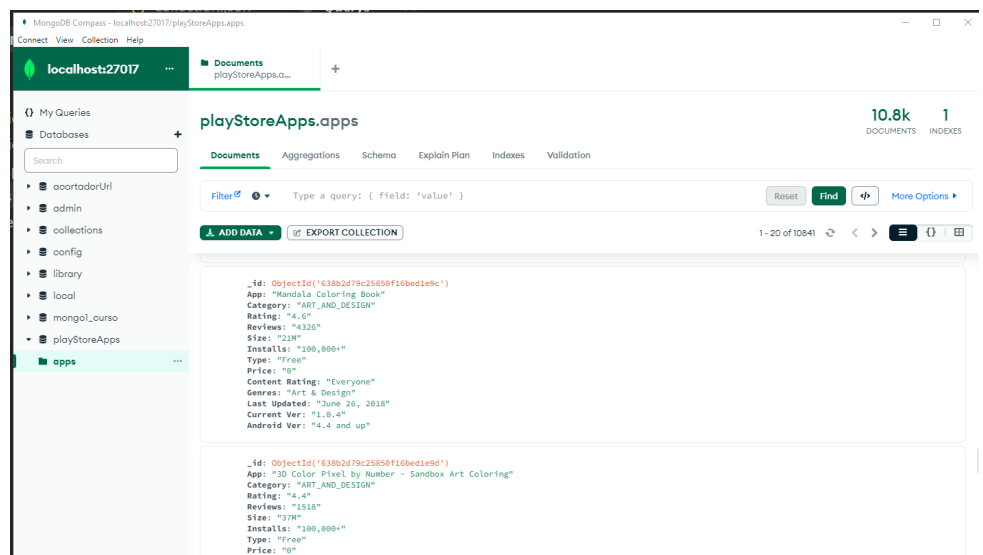 MongoDB Compass - localhost:27017/playStoreApps.apps
Connect View Collection Help
localhost:27017 ...
Documents
playStoreApps.a...
+
{} My Queries
Databases +
Search
acortadorUrl
admin
collections
config
library
local
mongo1_curso
playStoreApps
apps ...
playStoreApps.apps
10.8k 1
DOCUMENTS INDEXES
Documents Aggregations Schema Explain Plan Indexes Validation
Filter Type a query: { field: 'value' } Reset Find </> More Options
ADD DATA EXPORT COLLECTION 1 - 20 of 10841 < > {}
_id: ObjectId('638b2d79c25850f16bed1e9c')
App: "Mandala Coloring Book"
Category: "ART_AND_DESIGN"
Rating: "4.6"
Reviews: "4326"
Size: "21M"
Installs: "100,000+"
Type: "Free"
Price: "0"
Content Rating: "Everyone"
Genres: "Art & Design"
Last Updated: "June 26, 2018"
Current Ver: "1.0.4"
Android Ver: "4.4 and up"
_id: ObjectId('638b2d79c25850f16bed1e9d')
App: "3D Color Pixel by Number - Sandbox Art Coloring"
Category: "ART_AND_DESIGN"
Rating: "4.4"
Reviews: "1518"
Size: "37M"
Installs: "100,000+"
Type: "Free"
Price: "0"